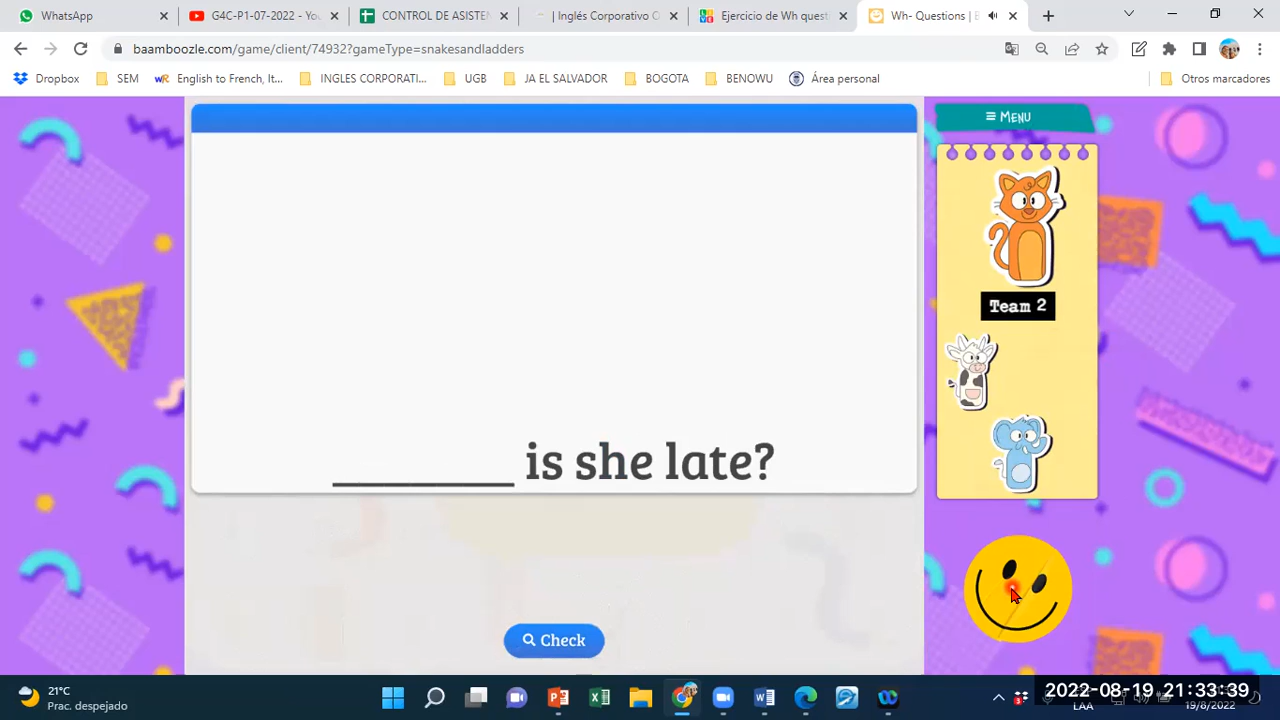 WhatsApp
G4C-P1-07-2022 - Yo
CONTROL DE ASISTEN
Inglés Corporativo O
Ejercicio de Wh quest
Wh- Questions | B
baamboozle.com/game/client/74932?gameType=snakesandladders
Dropbox
SEM
English to French, It...
INGLES CORPORATI...
UGB
JA EL SALVADOR
BOGOTA
BENOWU
Área personal
Otros marcadores
MENU
Team 2
_________ is she late?
Check
21°C
Prac. despejado
2022-08-19 21:33:39
LAA
19/8/2022